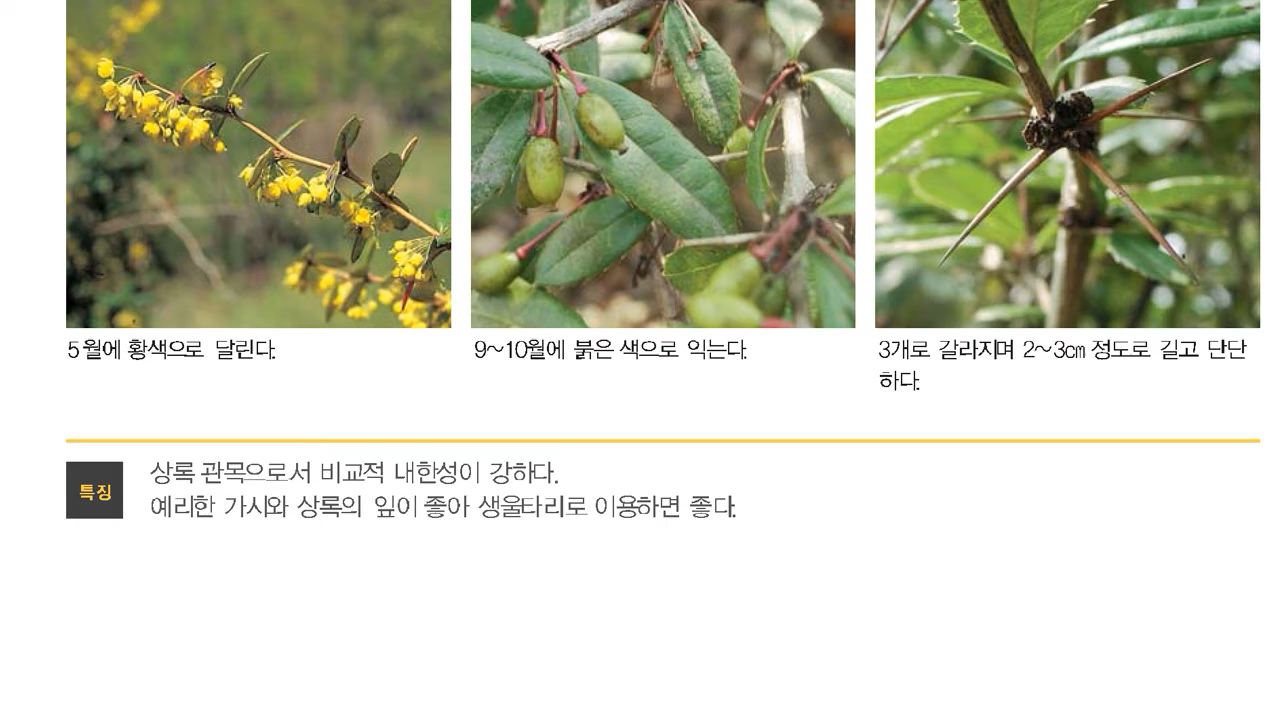 5월에 황색으로 달린다.
9~10월에 붉은 색으로 익는다.
3개로 갈라지며 2~3㎝ 정도로 길고 단단
하다.
특징
상록 관목으로서 비교적 내한성이 강하다.
예리한 가시와 상록의 잎이 좋아 생울타리로 이용하면 좋다.